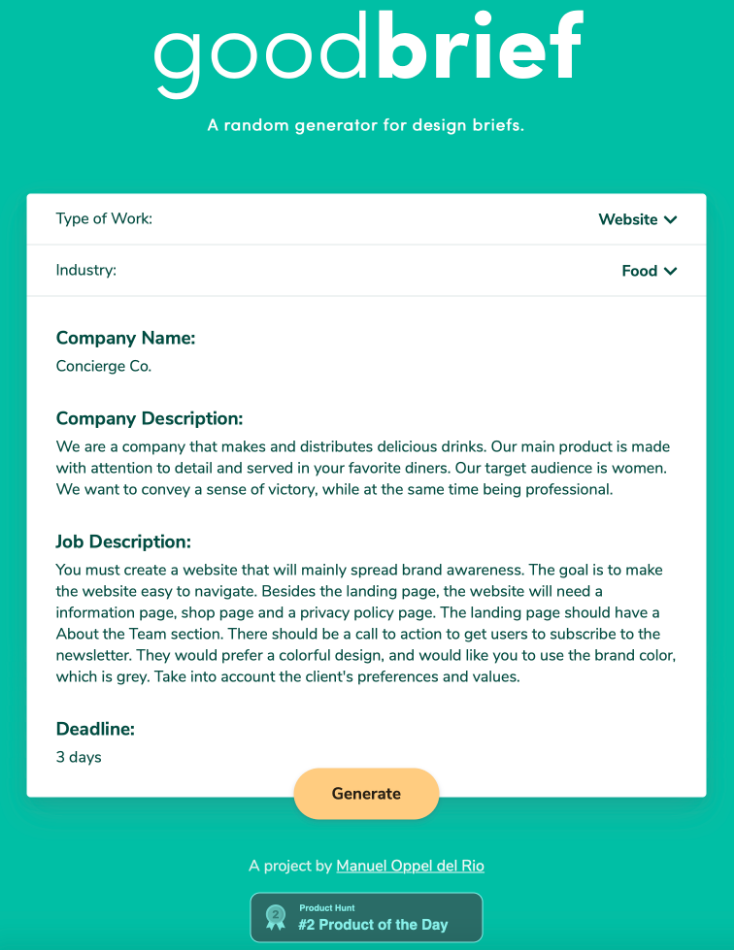 goodbrief
A random generator for design briefs.
Type of Work:
Website
Industry:
Food
Company Name:
Concierge Co.
Company Description:
We are a company that makes and distributes delicious drinks. Our main product is made
with attention to detail and served in your favorite diners. Our target audience is women.
We want to convey a sense of victory, while at the same time being professional.
Job Description:
You must create a website that will mainly spread brand awareness. The goal is to make
the website easy to navigate. Besides the landing page, the website will need a
information page, shop page and a privacy policy page. The landing page should have a
About the Team section. There should be a call to action to get users to subscribe to the
newsletter. They would prefer a colorful design, and would like you to use the brand color,
which is grey. Take into account the client's preferences and values.
Deadline:
3 days
Generate
A project by Manuel Oppel del Rio
2
Product Hunt
#2 Product of the Day